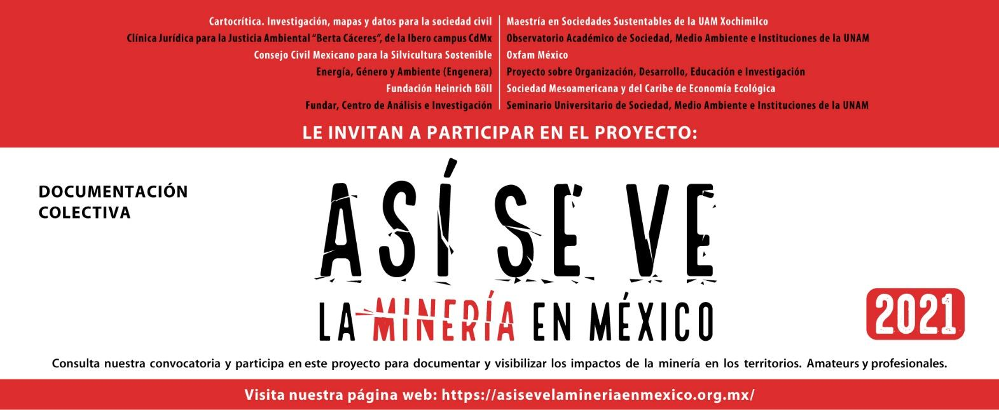 Cartocrítica. Investigación, mapas y datos para la sociedad civil
Clínica Jurídica para la Justicia Ambiental “Berta Cáceres”, de la Ibero campus CdMx
Consejo Civil Mexicano para la Silvicultura Sostenible
Energía, Género y Ambiente (Engenera)
Fundación Heinrich Böll
Fundar, Centro de Análisis e Investigación
Maestría en Sociedades Sustentables de la UAM Xochimilco
Observatorio Académico de Sociedad, Medio Ambiente e Instituciones de la UNAM
Oxfam México
Proyecto sobre Organización, Desarrollo, Educación e Investigación
Sociedad Mesoamericana y del Caribe de Economía Ecológica
Seminario Universitario de Sociedad, Medio Ambiente e Instituciones de la UNAM
LE INVITAN A PARTICIPAR EN EL PROYECTO:
DOCUMENTACIÓN
COLECTIVA
ASÍ SE VE
LA MINERÍA EN MÉXICO
2021
Consulta nuestra convocatoria y participa en este proyecto para documentar y visibilizar los impactos de la minería en los territorios. Amateurs y profesionales.
Visita nuestra página web: https://asisevelamineriaenmexico.org.mx/